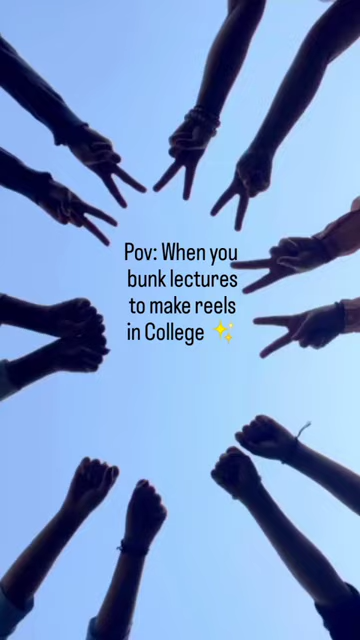 Pov: When you
bunk lectures
to make reels
in College ✨